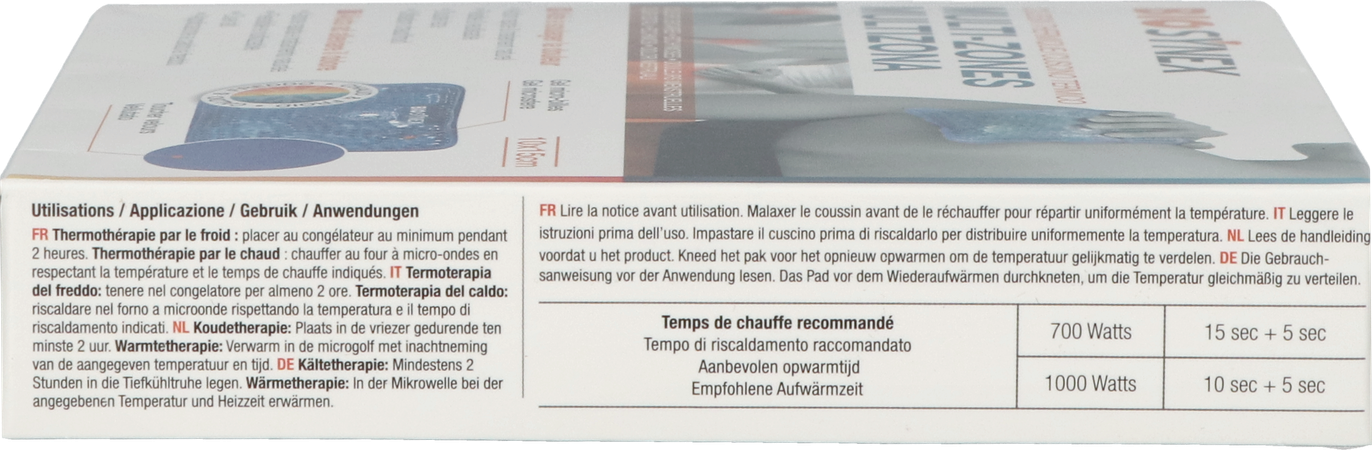 BIOSYNEX
MULTI-ZONES
MULTIZONA
Gel micro-billes
10x15cm
Toucher velours
Utilisations / Applicazione / Gebruik / Anwendungen
FR Thermothérapie par le froid : placer au congélateur au minimum pendant
2 heures. Thermothérapie par le chaud : chauffer au four à micro-ondes en
respectant la température et le temps de chauffe indiqués. IT Termoterapia
del freddo: tenere nel congelatore per almeno 2 ore. Termoterapia del caldo:
riscaldare nel forno a microonde rispettando la temperatura e il tempo di
riscaldamento indicati. NL Koudetherapie: Plaats in de vriezer gedurende ten
minste 2 uur. Warmtetherapie: Verwarm in de microgolf met inachtneming
van de aangegeven temperatuur en tijd. DE Kältetherapie: Mindestens 2
Stunden in die Tiefkühltruhe legen. Wärmetherapie: In der Mikrowelle bei der
angegebenen Temperatur und Heizzeit erwärmen.
FR Lire la notice avant utilisation. Malaxer le coussin avant de le réchauffer pour répartir uniformément la température. IT Leggere le
istruzioni prima dell'uso. Impastare il cuscino prima di riscaldarlo per distribuire uniformemente la temperatura. NL Lees de handleiding
voordat u het product. Kneed het pak voor het opnieuw opwarmen om de temperatuur gelijkmatig te verdelen. DE Die Gebrauch-
sanweisung vor der Anwendung lesen. Das Pad vor dem Wiederaufwärmen durchkneten, um die Temperatur gleichmäßig zu verteilen.
Temps de chauffe recommandé
Tempo di riscaldamento raccomandato
Aanbevolen opwarmtijd
Empfohlene Aufwärmzeit
700 Watts 15 sec + 5 sec
1000 Watts 10 sec + 5 sec